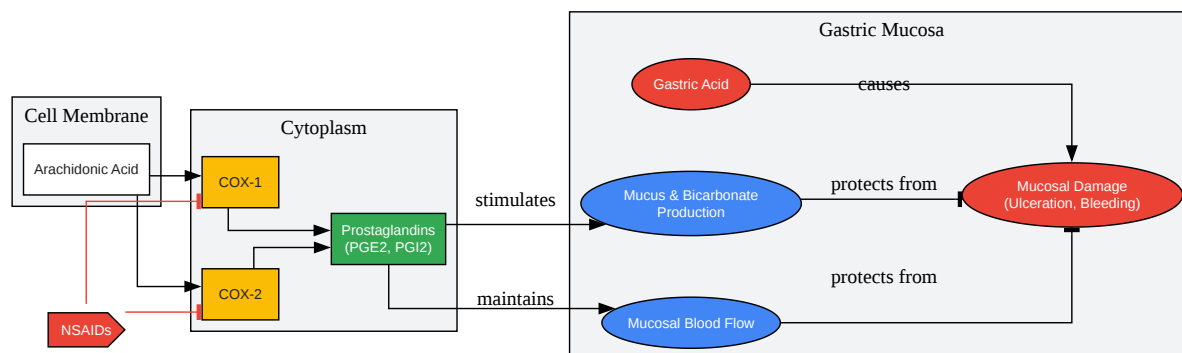 Gastric Mucosa
Gastric Acid
causes
Cell Membrane
Cytoplasm
Arachidonic Acid
COX-1
stimulates
Mucus & Bicarbonate
Production
protects from
Mucosal Damage
(Ulceration, Bleeding)
Prostaglandins
(PGE2, PGI2)
COX-2
maintains
protects from
NSAIDs
Mucosal Blood Flow